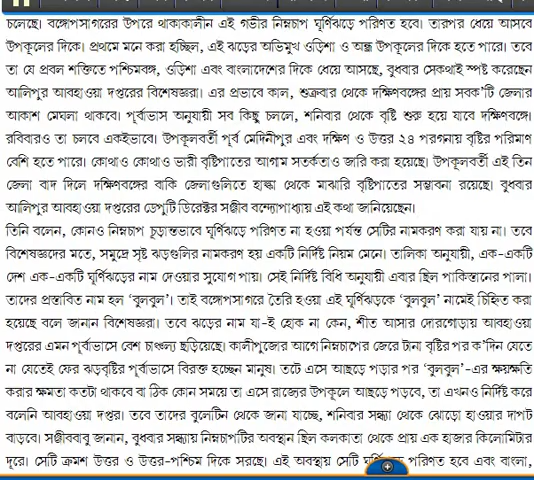 চলেছে। বঙ্গোপসাগরের উপরে থাকাকালীন এই গভীর নিম্নচাপ ঘূর্ণিঝড়ে পরিণত হবে। তারপর ধেয়ে আসবে
উপকূলের দিকে। প্রথমে মনে করা হচ্ছিল, এই ঝড়ের অভিমুখ ওড়িশা ও অন্ধ্র উপকূলের দিকে হতে পারে। তবে
তা যে প্রবল শক্তিতে পশ্চিমবঙ্গ, ওড়িশা এবং বাংলাদেশের দিকে ধেয়ে আসছে, বুধবার সেকথাই স্পষ্ট করেছেন
আলিপুর আবহাওয়া দপ্তরের বিশেষজ্ঞরা। এর প্রভাবে কাল, শুক্রবার থেকে দক্ষিণবঙ্গের প্রায় সবক'টি জেলার
আকাশ মেঘলা থাকবে। পূর্বাভাস অনুযায়ী সব কিছু চললে, শনিবার থেকে বৃষ্টি শুরু হয়ে যাবে দক্ষিণবঙ্গে।
রবিবারও তা চলবে একইভাবে। উপকূলবর্তী পূর্ব মেদিনীপুর এবং দক্ষিণ ও উত্তর ২৪ পরগনায় বৃষ্টির পরিমাণ
বেশি হতে পারে। কোথাও কোথাও ভারী বৃষ্টিপাতের আগাম সতর্কতাও জারি করা হয়েছে। উপকূলবর্তী এই তিন
জেলা বাদ দিলে দক্ষিণবঙ্গের বাকি জেলাগুলিতে হাল্কা থেকে মাঝারি বৃষ্টিপাতের সম্ভাবনা রয়েছে। বুধবার
আলিপুর আবহাওয়া দপ্তরের ডেপুটি ডিরেক্টর সঞ্জীব বন্দ্যোপাধ্যায় এই কথা জানিয়েছেন।
তিনি বলেন, কোনও নিম্নচাপ চূড়ান্তভাবে ঘূর্ণিঝড়ে পরিণত না হওয়া পর্যন্ত সেটির নামকরণ করা যায় না। তবে
বিশেষজ্ঞদের মতে, সমুদ্রে সৃষ্ট ঝড়গুলির নামকরণ হয় একটি নির্দিষ্ট নিয়ম মেনে। তালিকা অনুযায়ী, এক-একটি
দেশ এক-একটি ঘূর্ণিঝড়ের নাম দেওয়ার সুযোগ পায়। সেই নির্দিষ্ট বিধি অনুযায়ী এবার ছিল পাকিস্তানের পালা।
তাদের প্রস্তাবিত নাম হল 'বুলবুল'। তাই বঙ্গেপসাগরে তৈরি হওয়া এই ঘূর্ণিঝড়কে 'বুলবুল' নামেই চিহ্নিত করা
হয়েছে বলে জানান বিশেষজ্ঞরা। তবে ঝড়ের নাম যা-ই হোক না কেন, শীত আসার দোরগোড়ায় আবহাওয়া
দপ্তরের এমন পূর্বাভাসে বেশ চাঞ্চল্য ছড়িয়েছে। কালীপুজোর আগে নিম্নচাপের জেরে টানা বৃষ্টির পর ক'দিন যেতে
না যেতেই ফের ঝড়বৃষ্টির পূর্বাভাসে বিরক্ত হচ্ছেন মানুষ। তটে এসে আছড়ে পড়ার পর 'বুলবুল'-এর ক্ষয়ক্ষতি
করার ক্ষমতা কতটা থাকবে বা ঠিক কোন সময়ে তা এসে রাজ্যের উপকূলে আছড়ে পড়বে, তা এখনও নির্দিষ্ট করে
বলেনি আবহাওয়া দপ্তর। তবে তাদের বুলেটিন থেকে জানা যাচ্ছে, শনিবার সন্ধ্যা থেকে ঝোড়ো হাওয়ার দাপট
বাড়বে। সঞ্জীববাবু জানান, বুধবার সন্ধ্যায় নিম্নচাপটির অবস্থান ছিল কলকাতা থেকে প্রায় এক হাজার কিলোমিটার
দূরে। সেটি ক্রমশ উত্তর ও উত্তর-পশ্চিম দিকে সরছে। এই অবস্থায় সেটি পরিণত হবে এবং বাংলা,